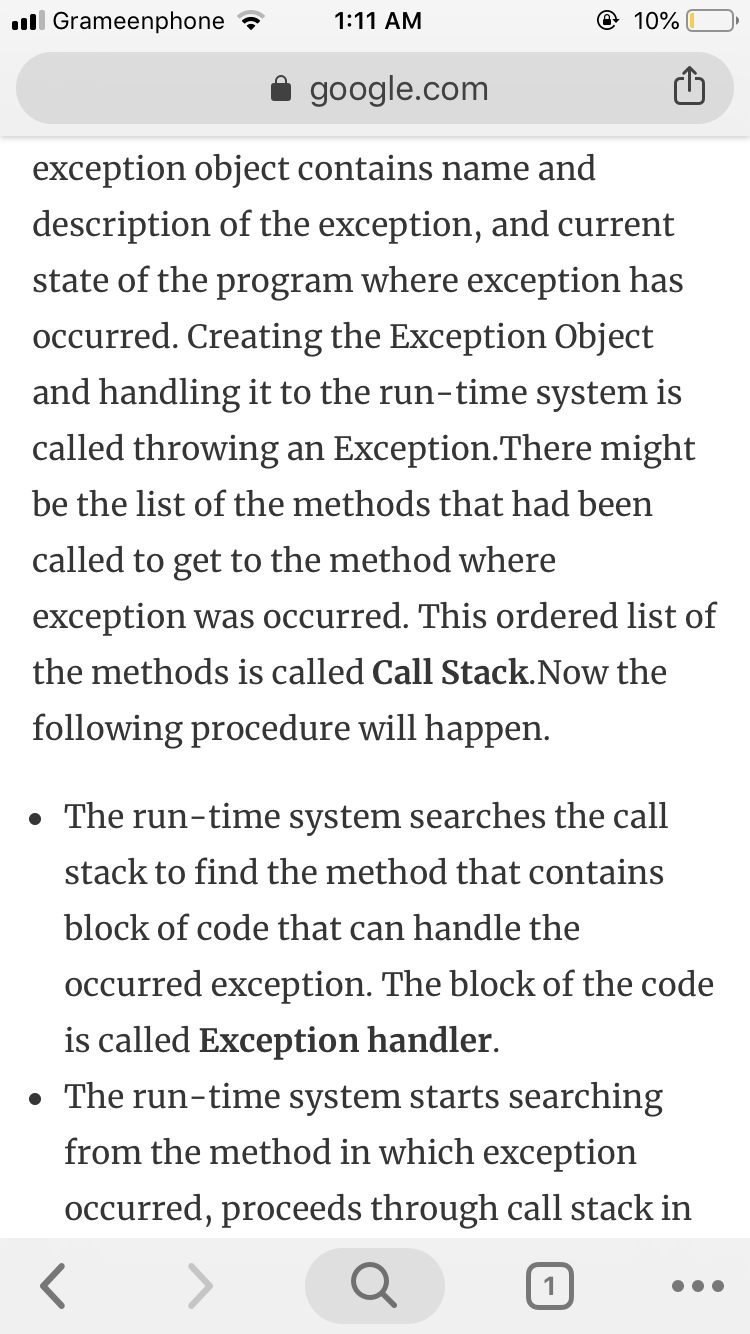 Grameenphone 1:11 AM 10%
google.com
exception object contains name and
description of the exception, and current
state of the program where exception has
occurred. Creating the Exception Object
and handling it to the run-time system is
called throwing an Exception.There might
be the list of the methods that had been
called to get to the method where
exception was occurred. This ordered list of
the methods is called Call Stack.Now the
following procedure will happen.
• The run-time system searches the call
stack to find the method that contains
block of code that can handle the
occurred exception. The block of the code
is called Exception handler.
• The run-time system starts searching
from the method in which exception
occurred, proceeds through call stack in
1